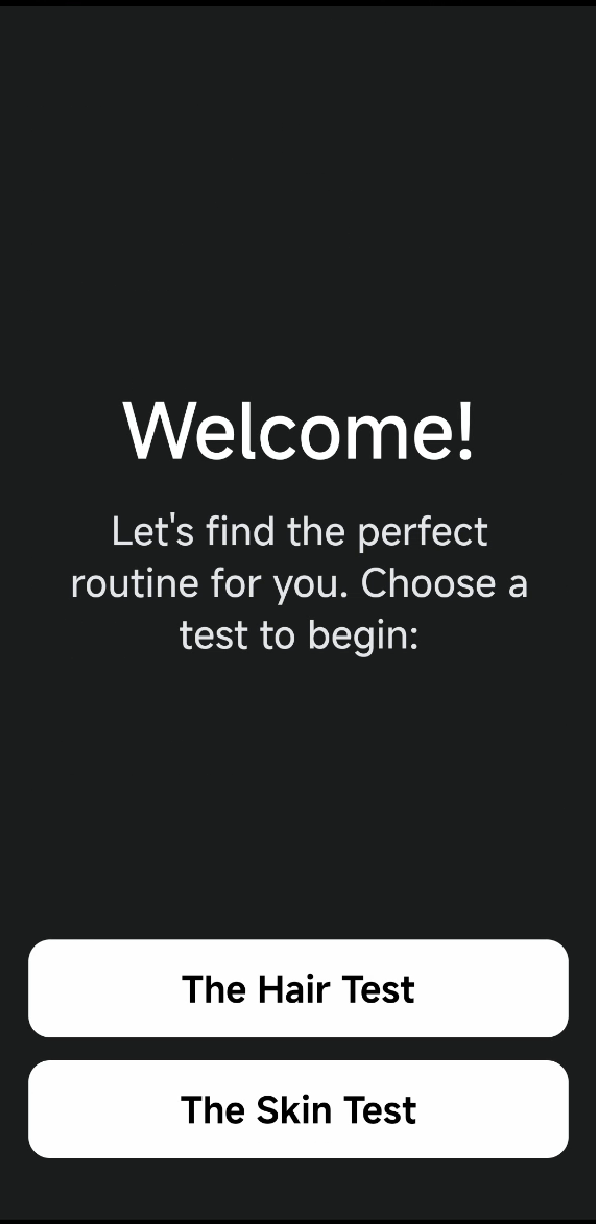 Welcome!
Let's find the perfect
routine for you. Choose a
test to begin:
The Hair Test
The Skin Test